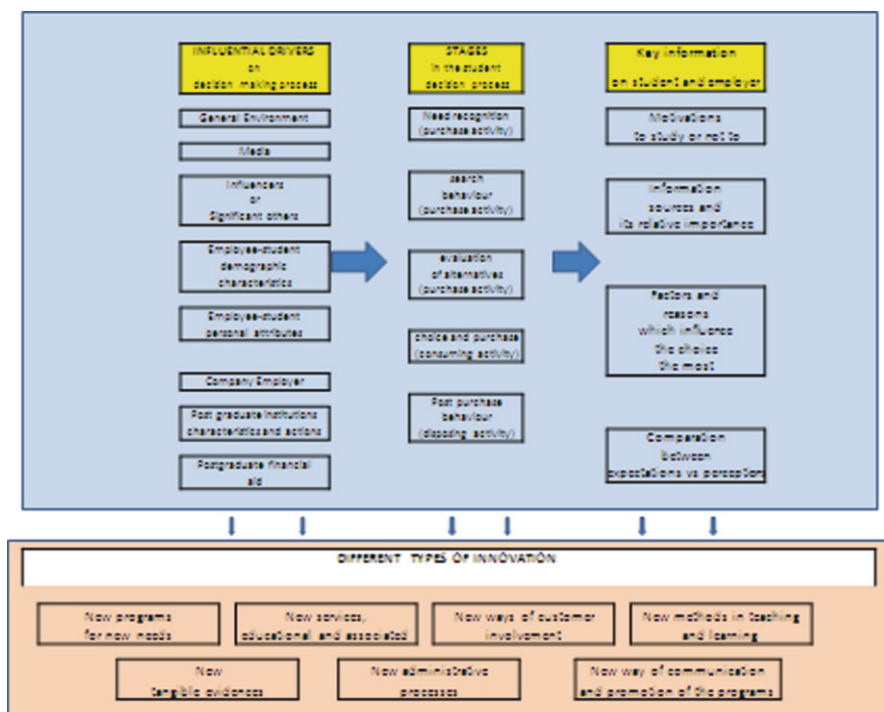 INFLUENTIAL DRIVERS
on
decision making process
General Environment
Media
Influencers
or
Significant others
Employee-student
demographic
characteristics
Employee-student
personal attributes
Company Employer
Post graduate institutions
characteristics and actions
Postgraduate financial
aid
STAGES
in the student
decision process
Need recognition
(purchase activity)
search
behaviour
(purchase activity)
evaluation
of alternatives
(purchase activity)
choice and purchase
(consuming activity)
Post purchase
behaviour
(disposing activity)
Key information
on student and employer
Motivations
to study or not to
Information
sources and
its relative importance
Factors and
reasons
which influence
the choice
the most
Comparation
between
expectations vs perception
DIFFERENT TYPES OF INNOVATION
New programs
for new needs
New services,
educational and associated
New ways of customer
involvement
New methods in teaching
and learning
New
tangible evidences
New administrative
processes
New way of communication
and promotion of the programs